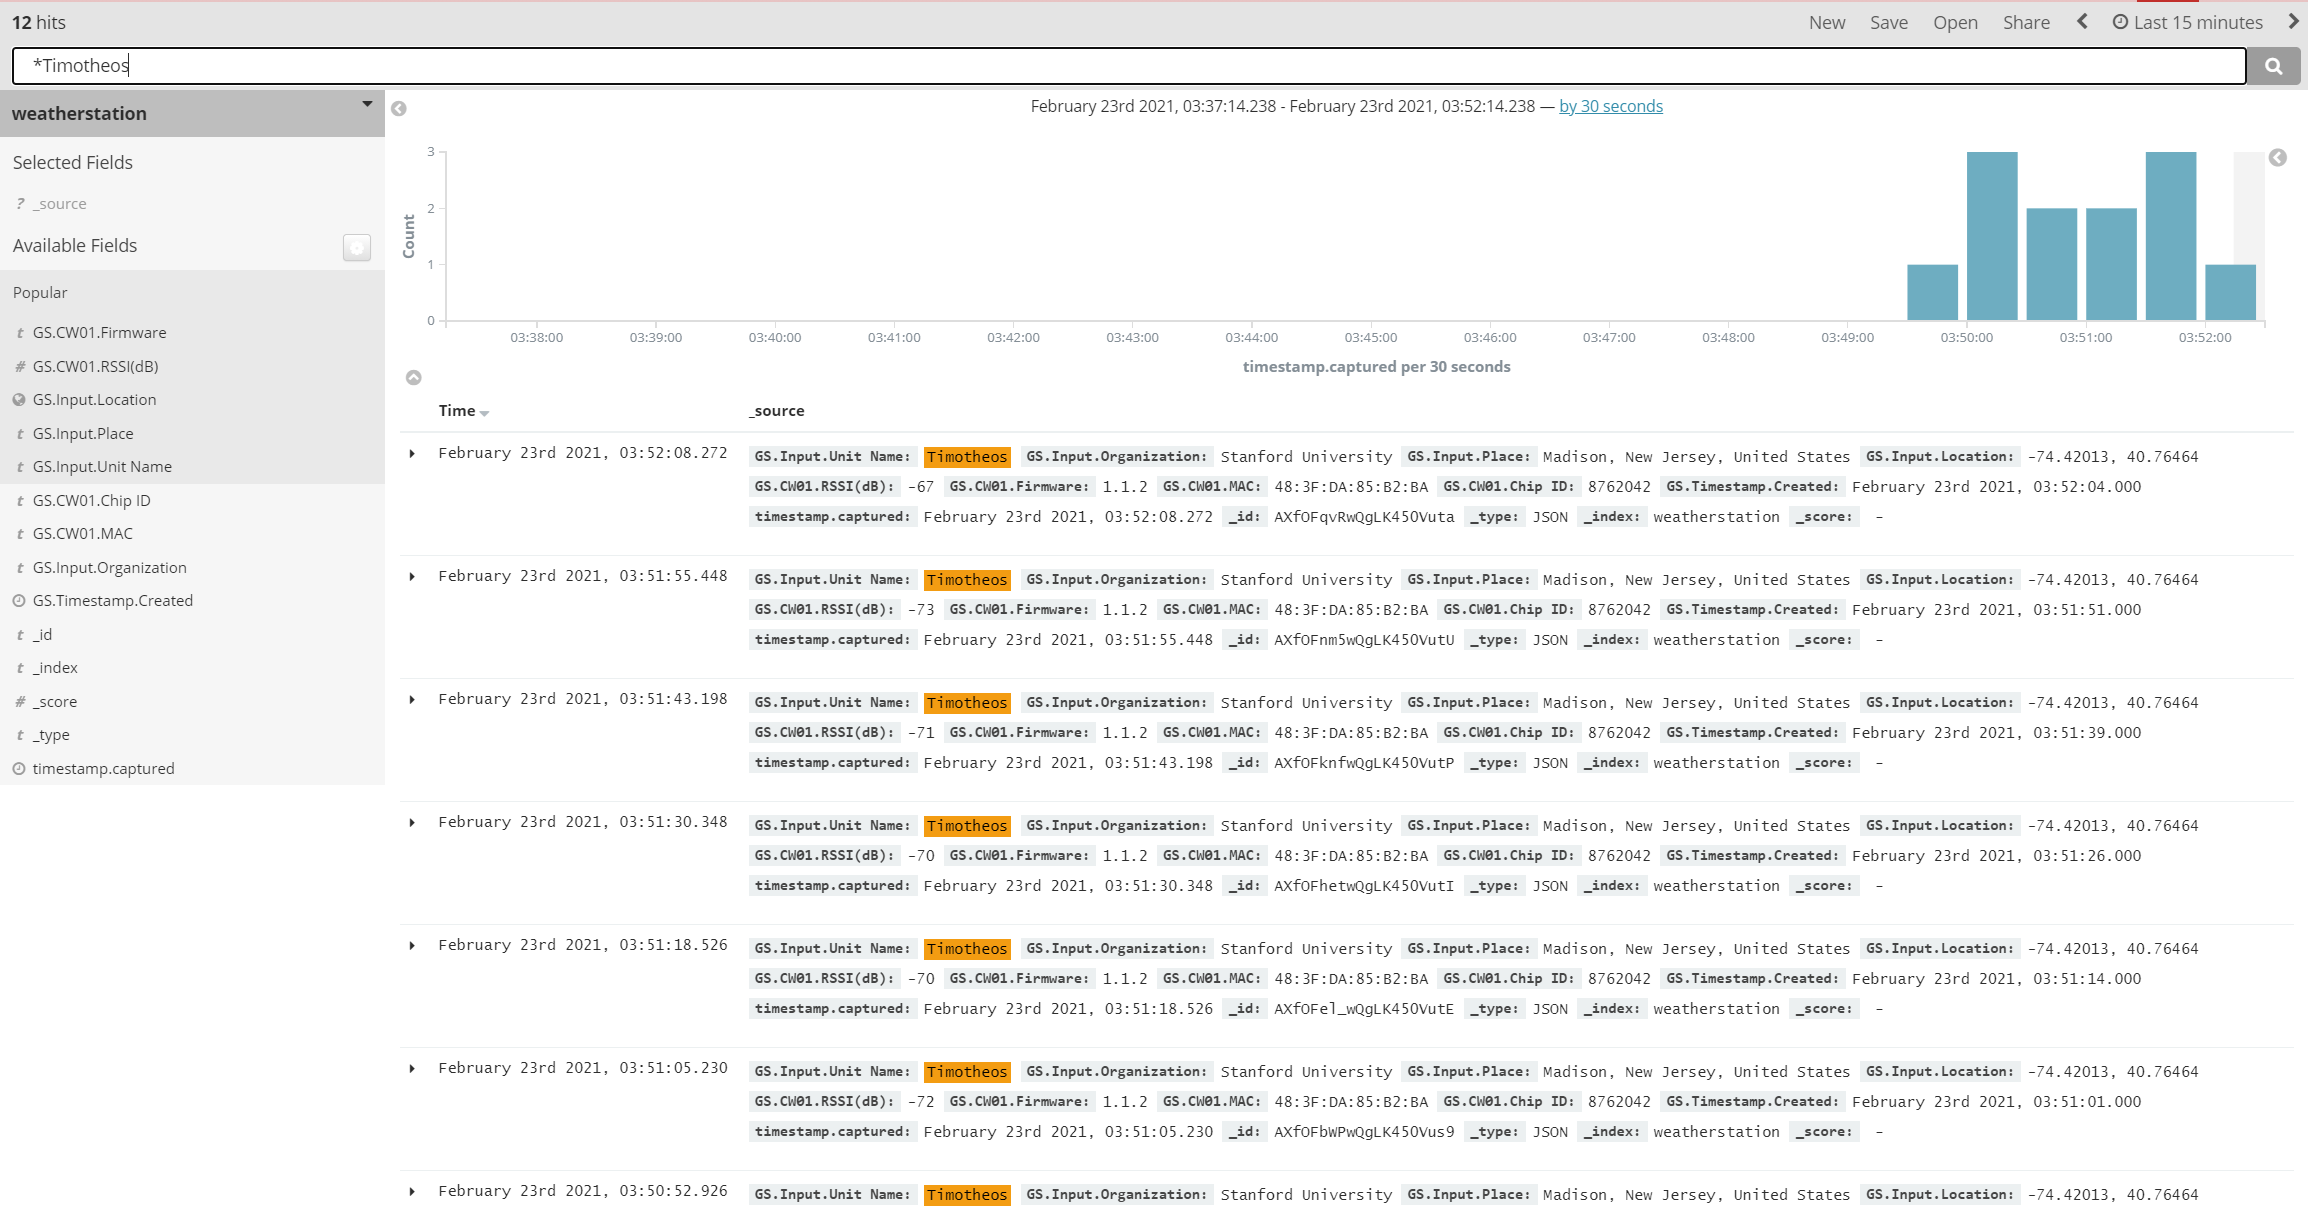 12 hits
New Save Open Share Last 15 minutes
*Timotheos
weatherstation
Selected Fields
? _source
Available Fields
Popular
t GS.CW01.Firmware
# GS.CW01.RSSI(dB)
GS.Input.Location
t GS.Input.Place
t GS.Input.Unit Name
t GS.CW01.Chip ID
t GS.CW01.MAC
t GS.Input.Organization
GS.Timestamp.Created
t _id
t _index
# _score
t _type
timestamp.captured
February 23rd 2021, 03:37:14.238 - February 23rd 2021, 03:52:14.238 — by 30 seconds
Count
3
2
1
0
03:38:00 03:39:00 03:40:00 03:41:00 03:42:00 03:43:00 03:44:00 03:45:00 03:46:00 03:47:00 03:48:00 03:49:00 03:50:00 03:51:00 03:52:00
timestamp.captured per 30 seconds
Time _source
February 23rd 2021, 03:52:08.272 GS.Input.Unit Name: Timotheos GS.Input.Organization: Stanford University GS.Input.Place: Madison, New Jersey, United States GS.Input.Location: -74.42013, 40.76464
GS.CW01.RSSI(dB): -67 GS.CW01.Firmware: 1.1.2 GS.CW01.MAC: 48:3F:DA:85:B2:BA GS.CW01.Chip ID: 8762042 GS.Timestamp.Created: February 23rd 2021, 03:52:04.000
timestamp.captured: February 23rd 2021, 03:52:08.272 _id: AXfOFqvRwQgLK45OVuta _type: JSON _index: weatherstation _score: -
February 23rd 2021, 03:51:55.448 GS.Input.Unit Name: Timotheos GS.Input.Organization: Stanford University GS.Input.Place: Madison, New Jersey, United States GS.Input.Location: -74.42013, 40.76464
GS.CW01.RSSI(dB): -73 GS.CW01.Firmware: 1.1.2 GS.CW01.MAC: 48:3F:DA:85:B2:BA GS.CW01.Chip ID: 8762042 GS.Timestamp.Created: February 23rd 2021, 03:51:51.000
timestamp.captured: February 23rd 2021, 03:51:55.448 _id: AXfOFnm5wQgLK45OVutU _type: JSON _index: weatherstation _score: -
February 23rd 2021, 03:51:43.198 GS.Input.Unit Name: Timotheos GS.Input.Organization: Stanford University GS.Input.Place: Madison, New Jersey, United States GS.Input.Location: -74.42013, 40.76464
GS.CW01.RSSI(dB): -71 GS.CW01.Firmware: 1.1.2 GS.CW01.MAC: 48:3F:DA:85:B2:BA GS.CW01.Chip ID: 8762042 GS.Timestamp.Created: February 23rd 2021, 03:51:39.000
timestamp.captured: February 23rd 2021, 03:51:43.198 _id: AXfOFknfwQgLK45OVutP _type: JSON _index: weatherstation _score: -
February 23rd 2021, 03:51:30.348 GS.Input.Unit Name: Timotheos GS.Input.Organization: Stanford University GS.Input.Place: Madison, New Jersey, United States GS.Input.Location: -74.42013, 40.76464
GS.CW01.RSSI(dB): -70 GS.CW01.Firmware: 1.1.2 GS.CW01.MAC: 48:3F:DA:85:B2:BA GS.CW01.Chip ID: 8762042 GS.Timestamp.Created: February 23rd 2021, 03:51:26.000
timestamp.captured: February 23rd 2021, 03:51:30.348 _id: AXfOFhetwQgLK45OVutI _type: JSON _index: weatherstation _score: -
February 23rd 2021, 03:51:18.526 GS.Input.Unit Name: Timotheos GS.Input.Organization: Stanford University GS.Input.Place: Madison, New Jersey, United States GS.Input.Location: -74.42013, 40.76464
GS.CW01.RSSI(dB): -70 GS.CW01.Firmware: 1.1.2 GS.CW01.MAC: 48:3F:DA:85:B2:BA GS.CW01.Chip ID: 8762042 GS.Timestamp.Created: February 23rd 2021, 03:51:14.000
timestamp.captured: February 23rd 2021, 03:51:18.526 _id: AXfOFel_wQgLK45OVutE _type: JSON _index: weatherstation _score: -
February 23rd 2021, 03:51:05.230 GS.Input.Unit Name: Timotheos GS.Input.Organization: Stanford University GS.Input.Place: Madison, New Jersey, United States GS.Input.Location: -74.42013, 40.76464
GS.CW01.RSSI(dB): -72 GS.CW01.Firmware: 1.1.2 GS.CW01.MAC: 48:3F:DA:85:B2:BA GS.CW01.Chip ID: 8762042 GS.Timestamp.Created: February 23rd 2021, 03:51:01.000
timestamp.captured: February 23rd 2021, 03:51:05.230 _id: AXfOFbWPwQgLK45OVus9 _type: JSON _index: weatherstation _score: -
February 23rd 2021, 03:50:52.926 GS.Input.Unit Name: Timotheos GS.Input.Organization: Stanford University GS.Input.Place: Madison, New Jersey, United States GS.Input.Location: -74.42013, 40.76464